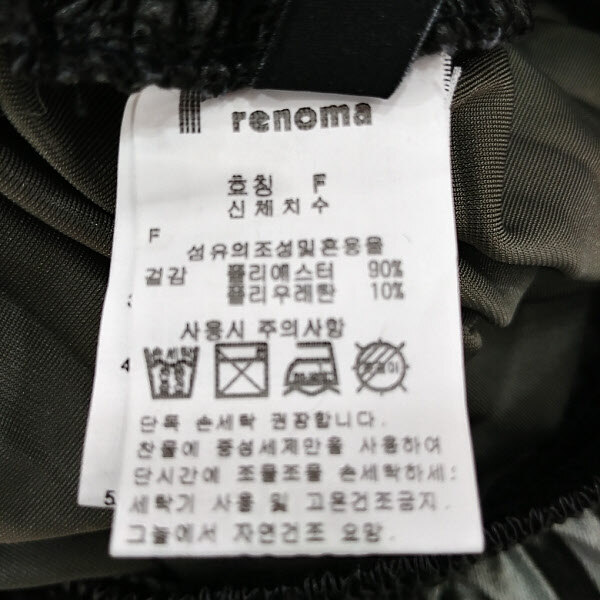 renoma
호칭 F
신체치수
F
섬유의조성및혼용율
겉감 폴리에스터 90%
폴리우레탄 10%
사용시 주의사항
손세탁
단독 손세탁 권장합니다.
찬물에 중성세제만을 사용하여
단시간에 조물조물 손세탁하세요
세탁기 사용 및 고온건조금지.
그늘에서 자연건조 요망.
4
5